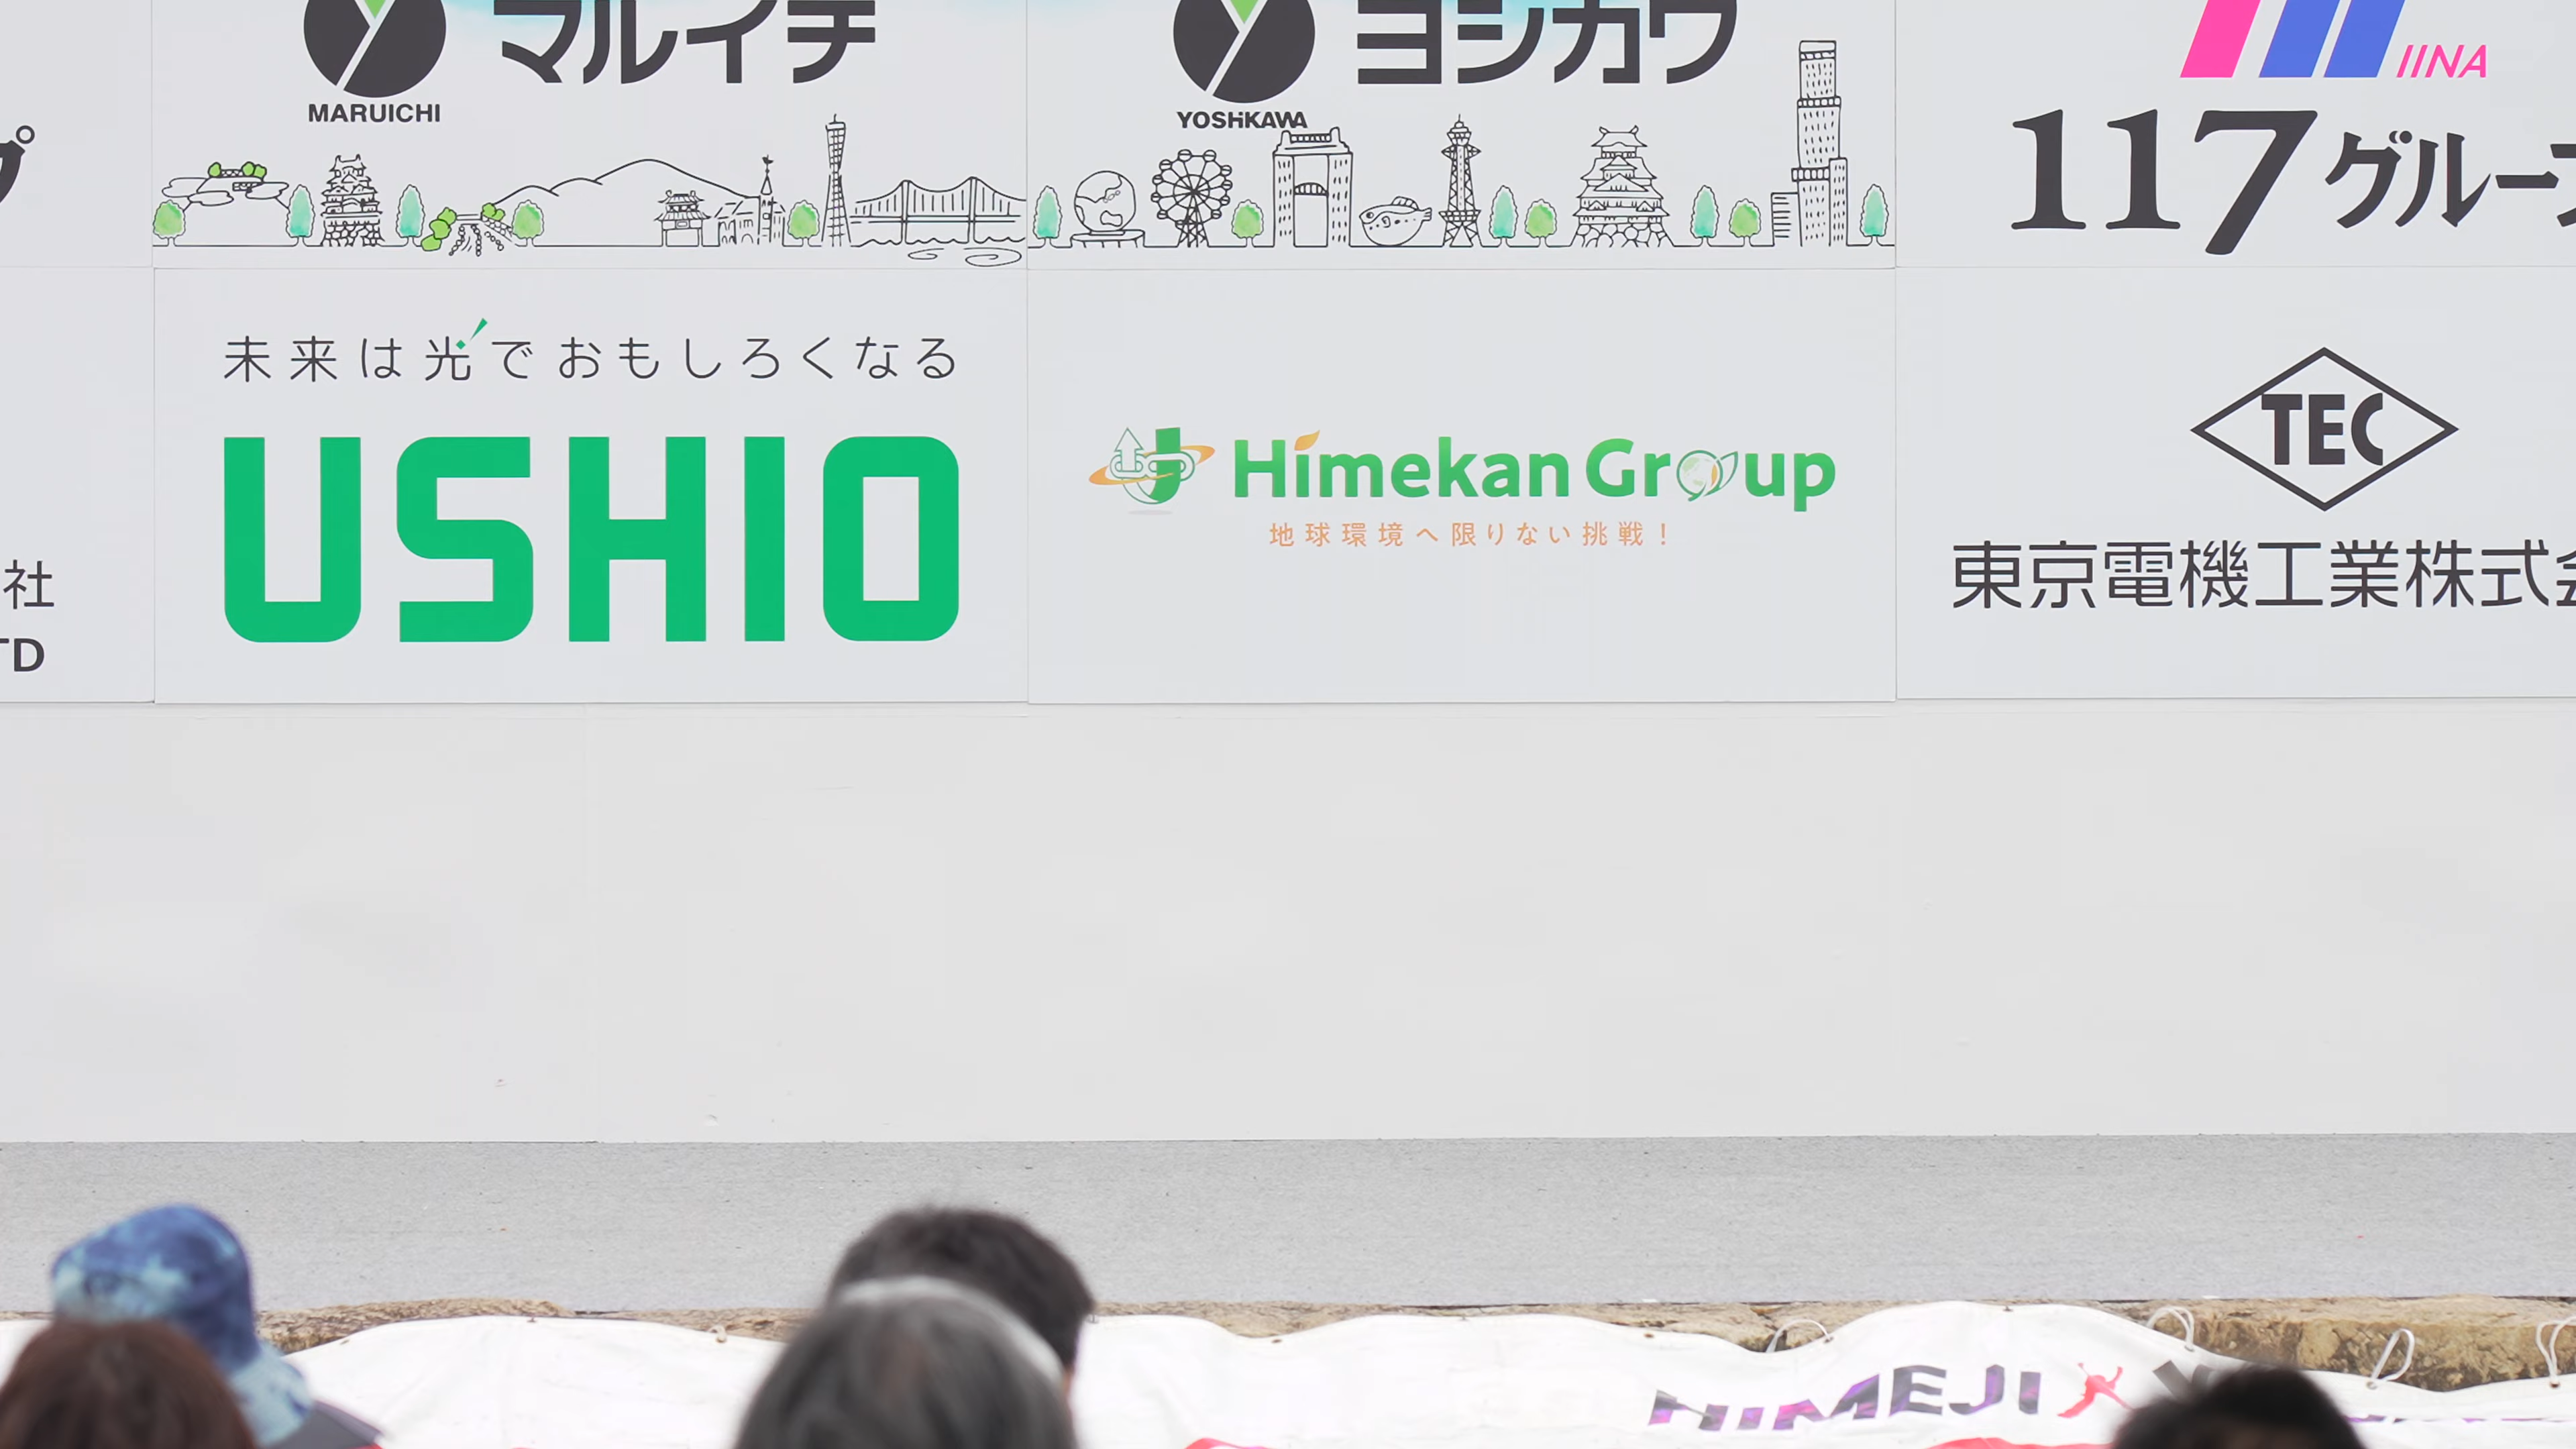 マルイチ
MARUICHI
ヨシカワ
YOSHiKAWA
IINA
117グルー
未来は光でおもしろくなる
USHIO
Himekan Group
地球環境へ限りない挑戦！
TEC
東京電機工業株式会
社
TD
HIMEJI